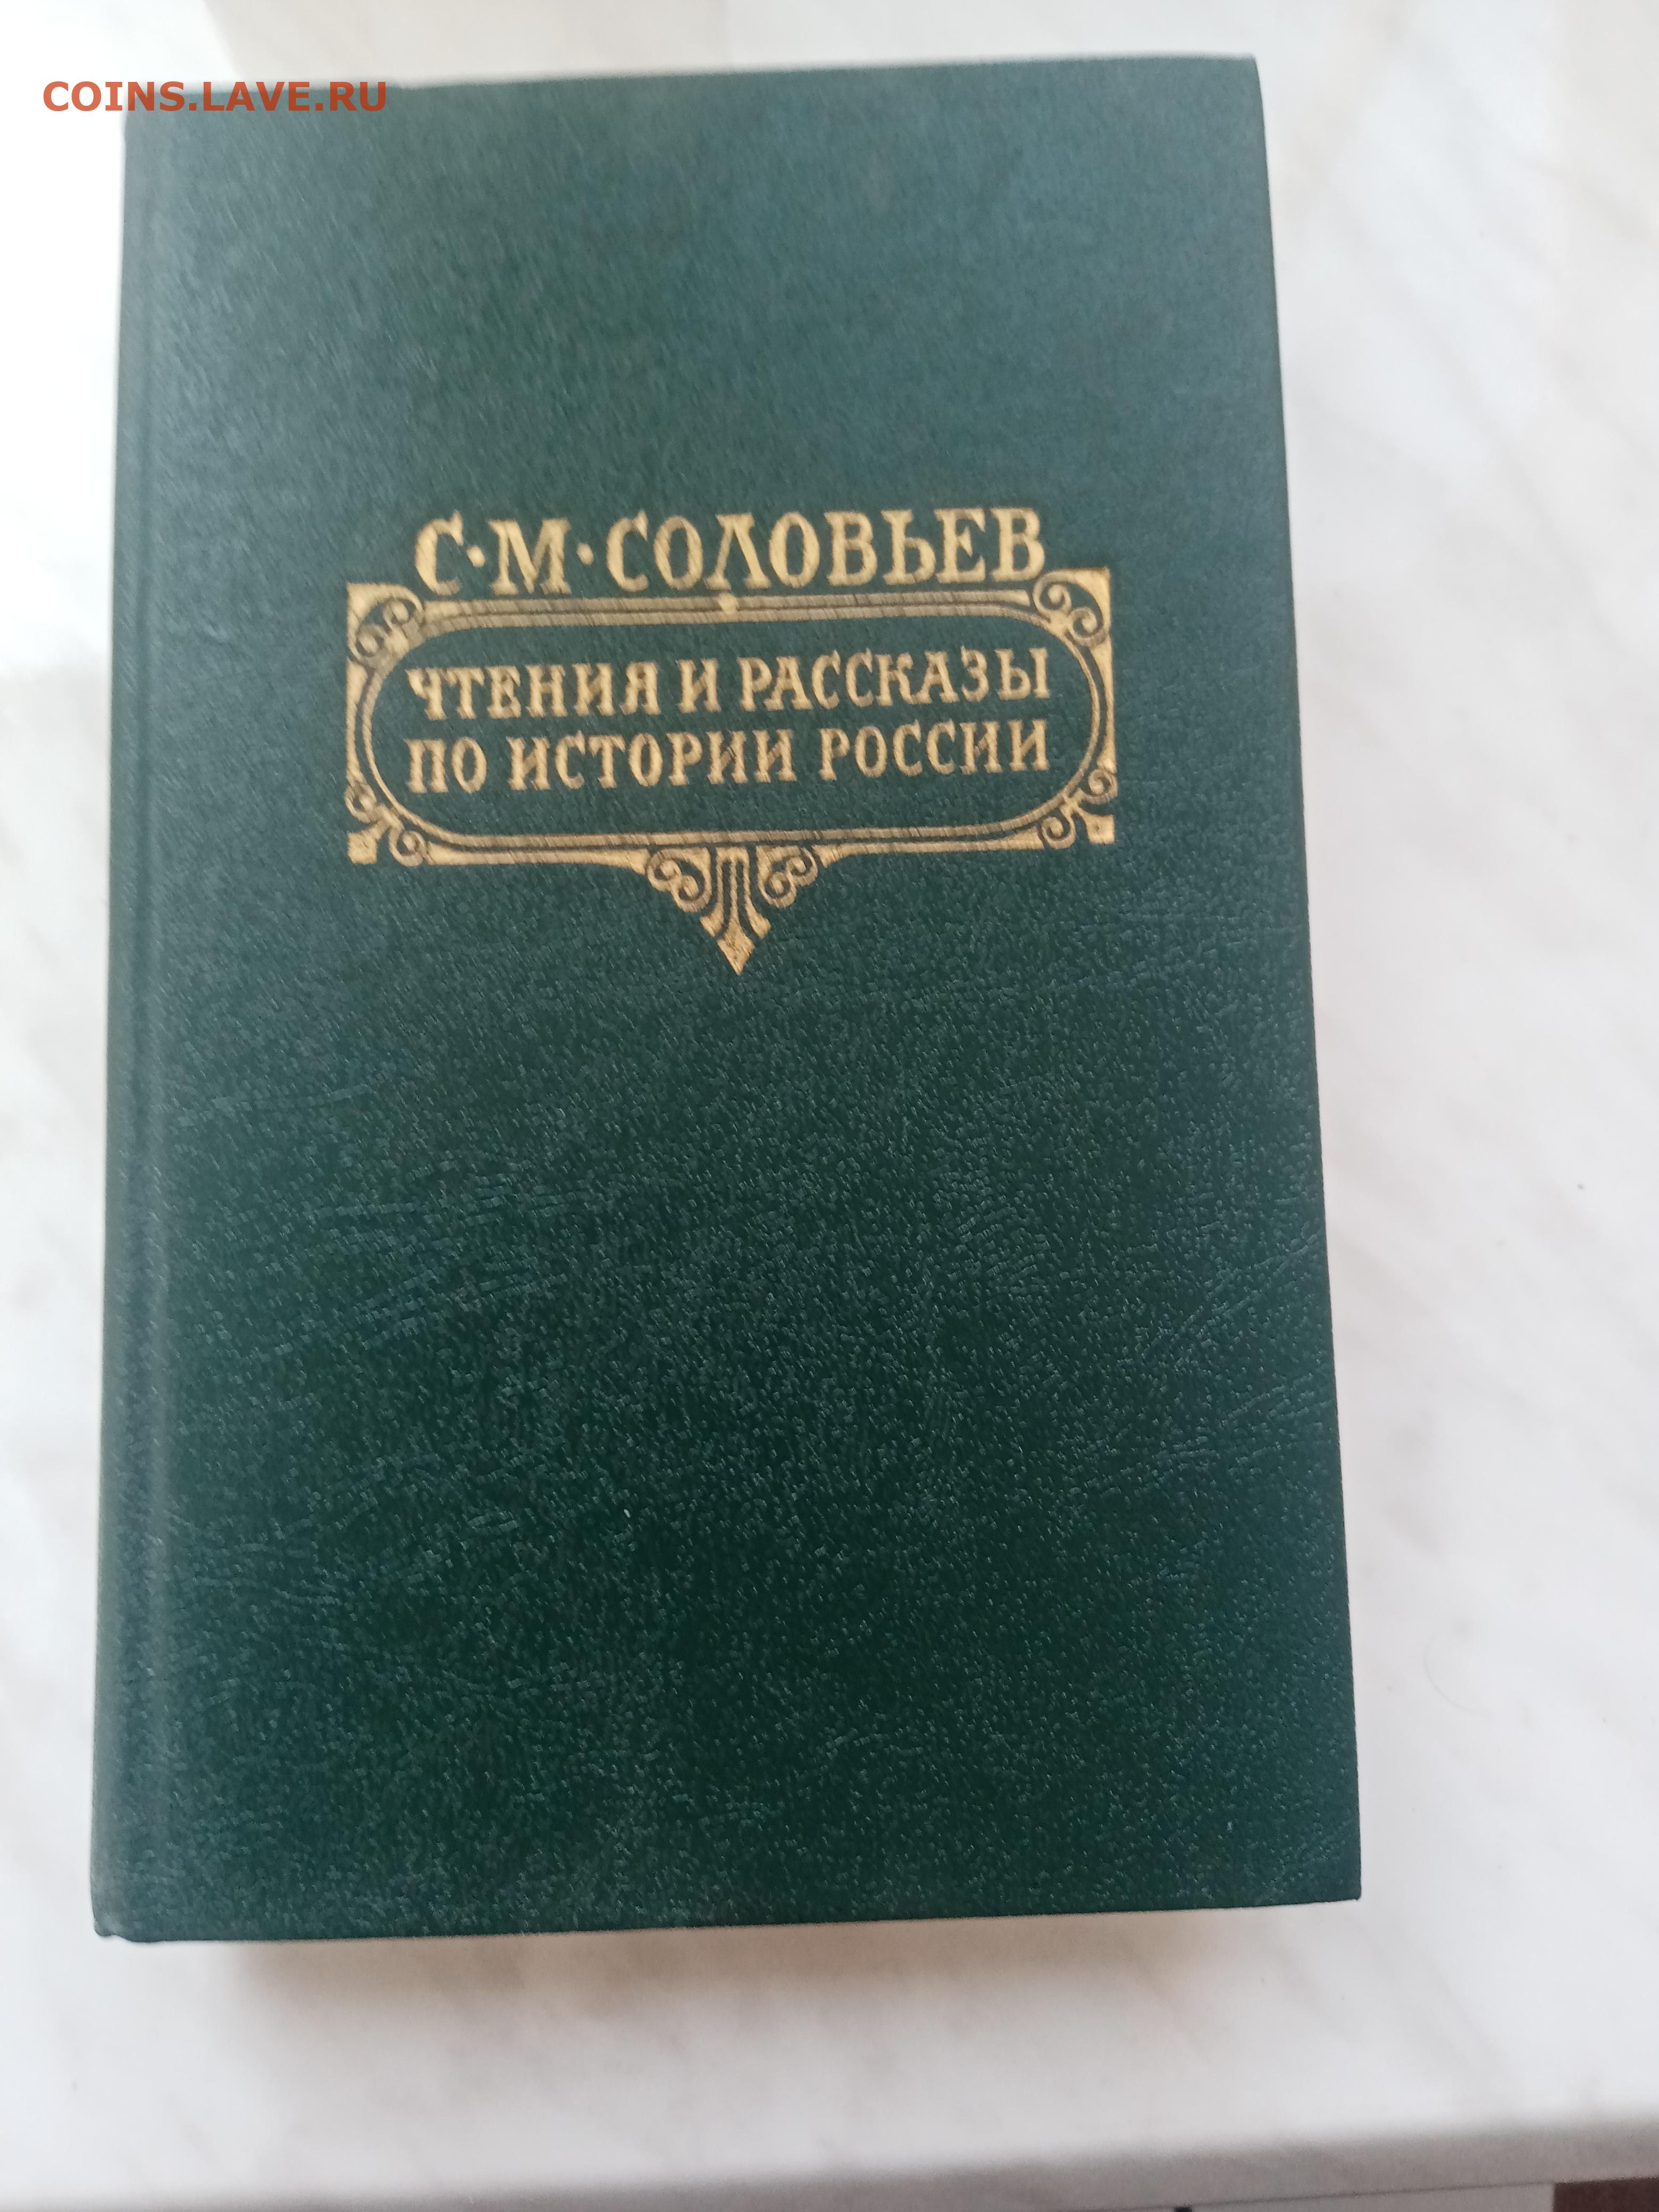 COINS.LAVE.RU
С·М·СОЛОВЬЕВ
ЧТЕНИЯ И РАССКАЗЫ
ПО ИСТОРИИ РОССИИ